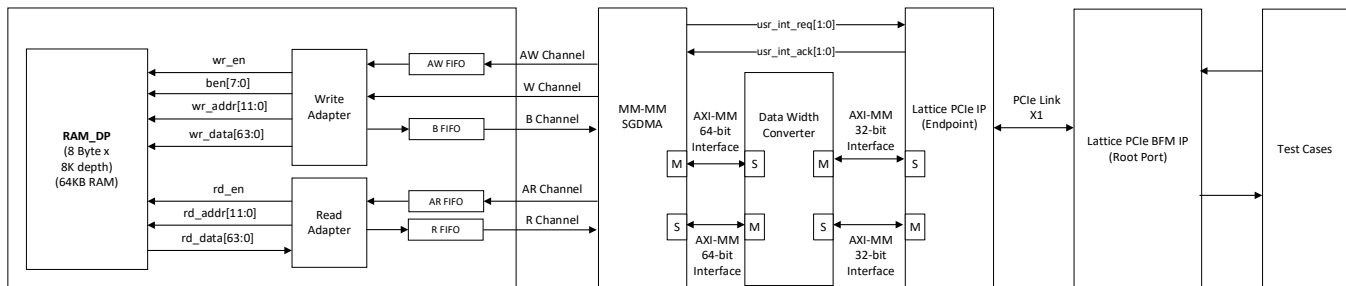 RAM_DP
(8 Byte x
8K depth)
(64KB RAM)
wr_en
ben[7:0]
wr_addr[11:0]
wr_data[63:0]
rd_en
rd_addr[11:0]
rd_data[63:0]
Write
Adapter
Read
Adapter
AW FIFO
B FIFO
AR FIFO
R FIFO
AW Channel
W Channel
B Channel
AR Channel
R Channel
MM-MM
SGDMA
M
S
usr_int_req[1:0]
usr_int_ack[1:0]
AXI-MM
64-bit
Interface
AXI-MM
64-bit
Interface
Data Width
Converter
S
M
M
S
AXI-MM
32-bit
Interface
AXI-MM
32-bit
Interface
Lattice PCIe IP
(Endpoint)
S
M
PCIe Link
X1
Lattice PCIe BFM IP
(Root Port)
Test Cases